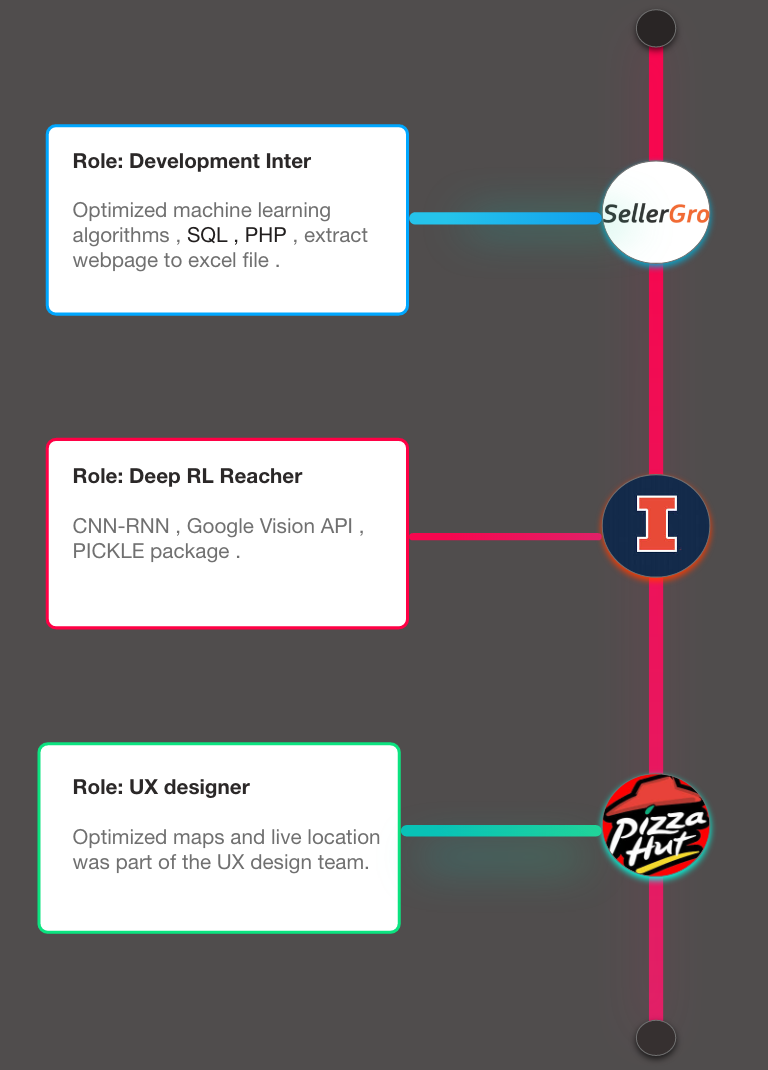 Role: Development Inter
Optimized machine learning
algorithms , SQL , PHP , extract
webpage to excel file .
SellerGro
Role: Deep RL Reacher
CNN-RNN , Google Vision API ,
PICKLE package .
I
Role: UX designer
Optimized maps and live location
was part of the UX design team.
Pizza
Hut